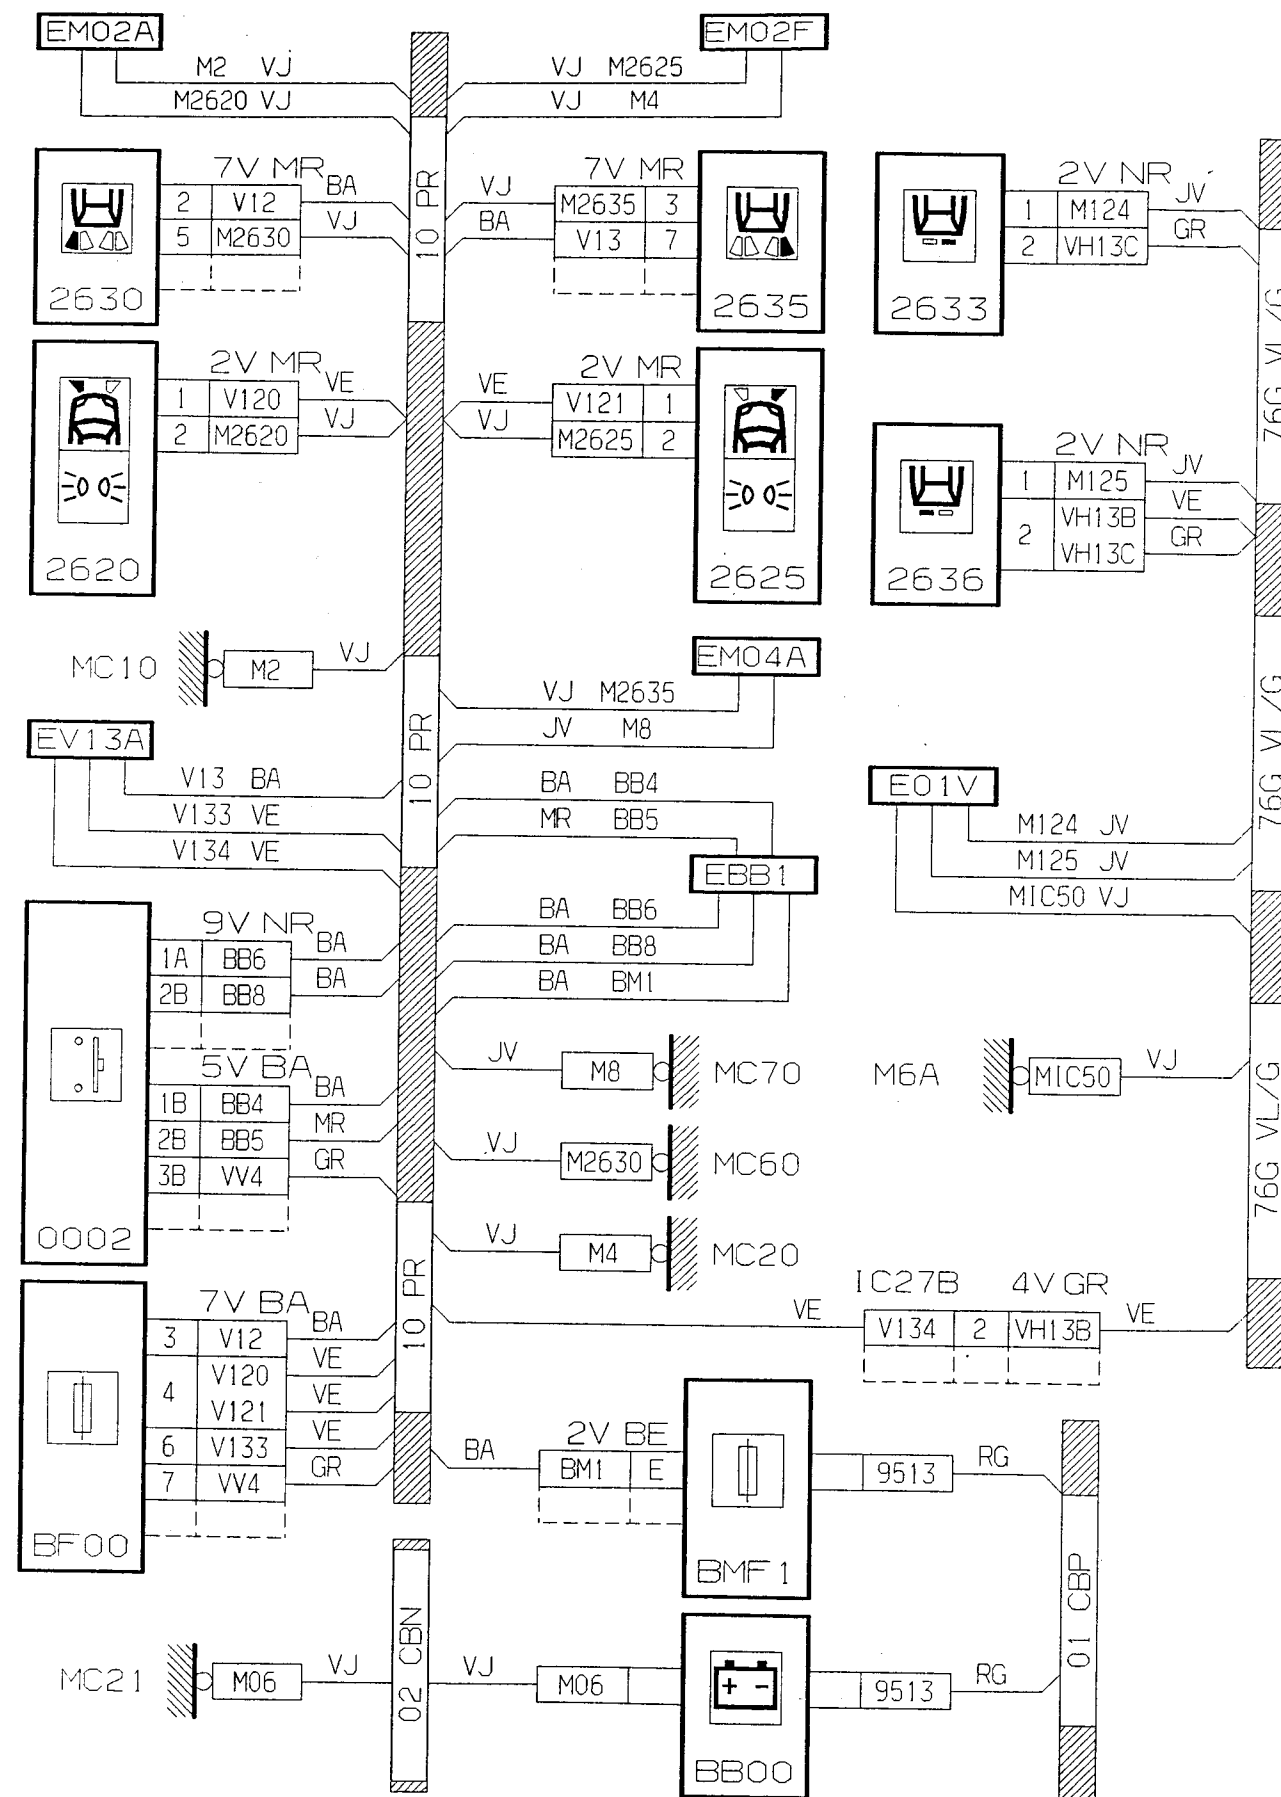 EM02A
EM02F
M2 VJ
VJ M2625
M2620 VJ
VJ M4
7V MR
BA
2 V12
VJ
5 M2630
2630
10 PR
7V MR
VJ
M2635 3
BA
V13 7
2635
2V NR
JV
1 M124
GR
2 VH13C
2633
76G VL/G
2V MR
VE
1 V120
VJ
2 M2620
2620
2V MR
VE
V121 1
VJ
M2625 2
2625
2V NR
JV
1 M125
VE
VH13B
2
GR
VH13C
2636
MC10
M2
VJ
EM04A
VJ M2635
JV M8
10 PR
76G VL/G
EV13A
V13 BA
V133 VE
V134 VE
BA BB4
MR BB5
EBB1
BA BB6
BA BB8
BA BM1
E01V
M124 JV
M125 JV
MIC50 VJ
9V NR
BA
1A BB6
BA
2B BB8
5V BA
BA
1B BB4
MR
2B BB5
GR
3B VV4
0002
JV
M8
MC70
VJ
M2630
MC60
VJ
M4
MC20
M6A
MIC50
VJ
76G VL/G
10 PR
7V BA
BA
3 V12
VE
V120
4
VE
V121
VE
6 V133
GR
7 VV4
BF00
VE
IC27B 4V GR
V134 2 VH13B
VE
BA
2V BE
BM1 E
BMF1
9513
RG
01 CBP
02 CBN
MC21
M06
VJ
VJ
M06
+ -
BB00
9513
RG